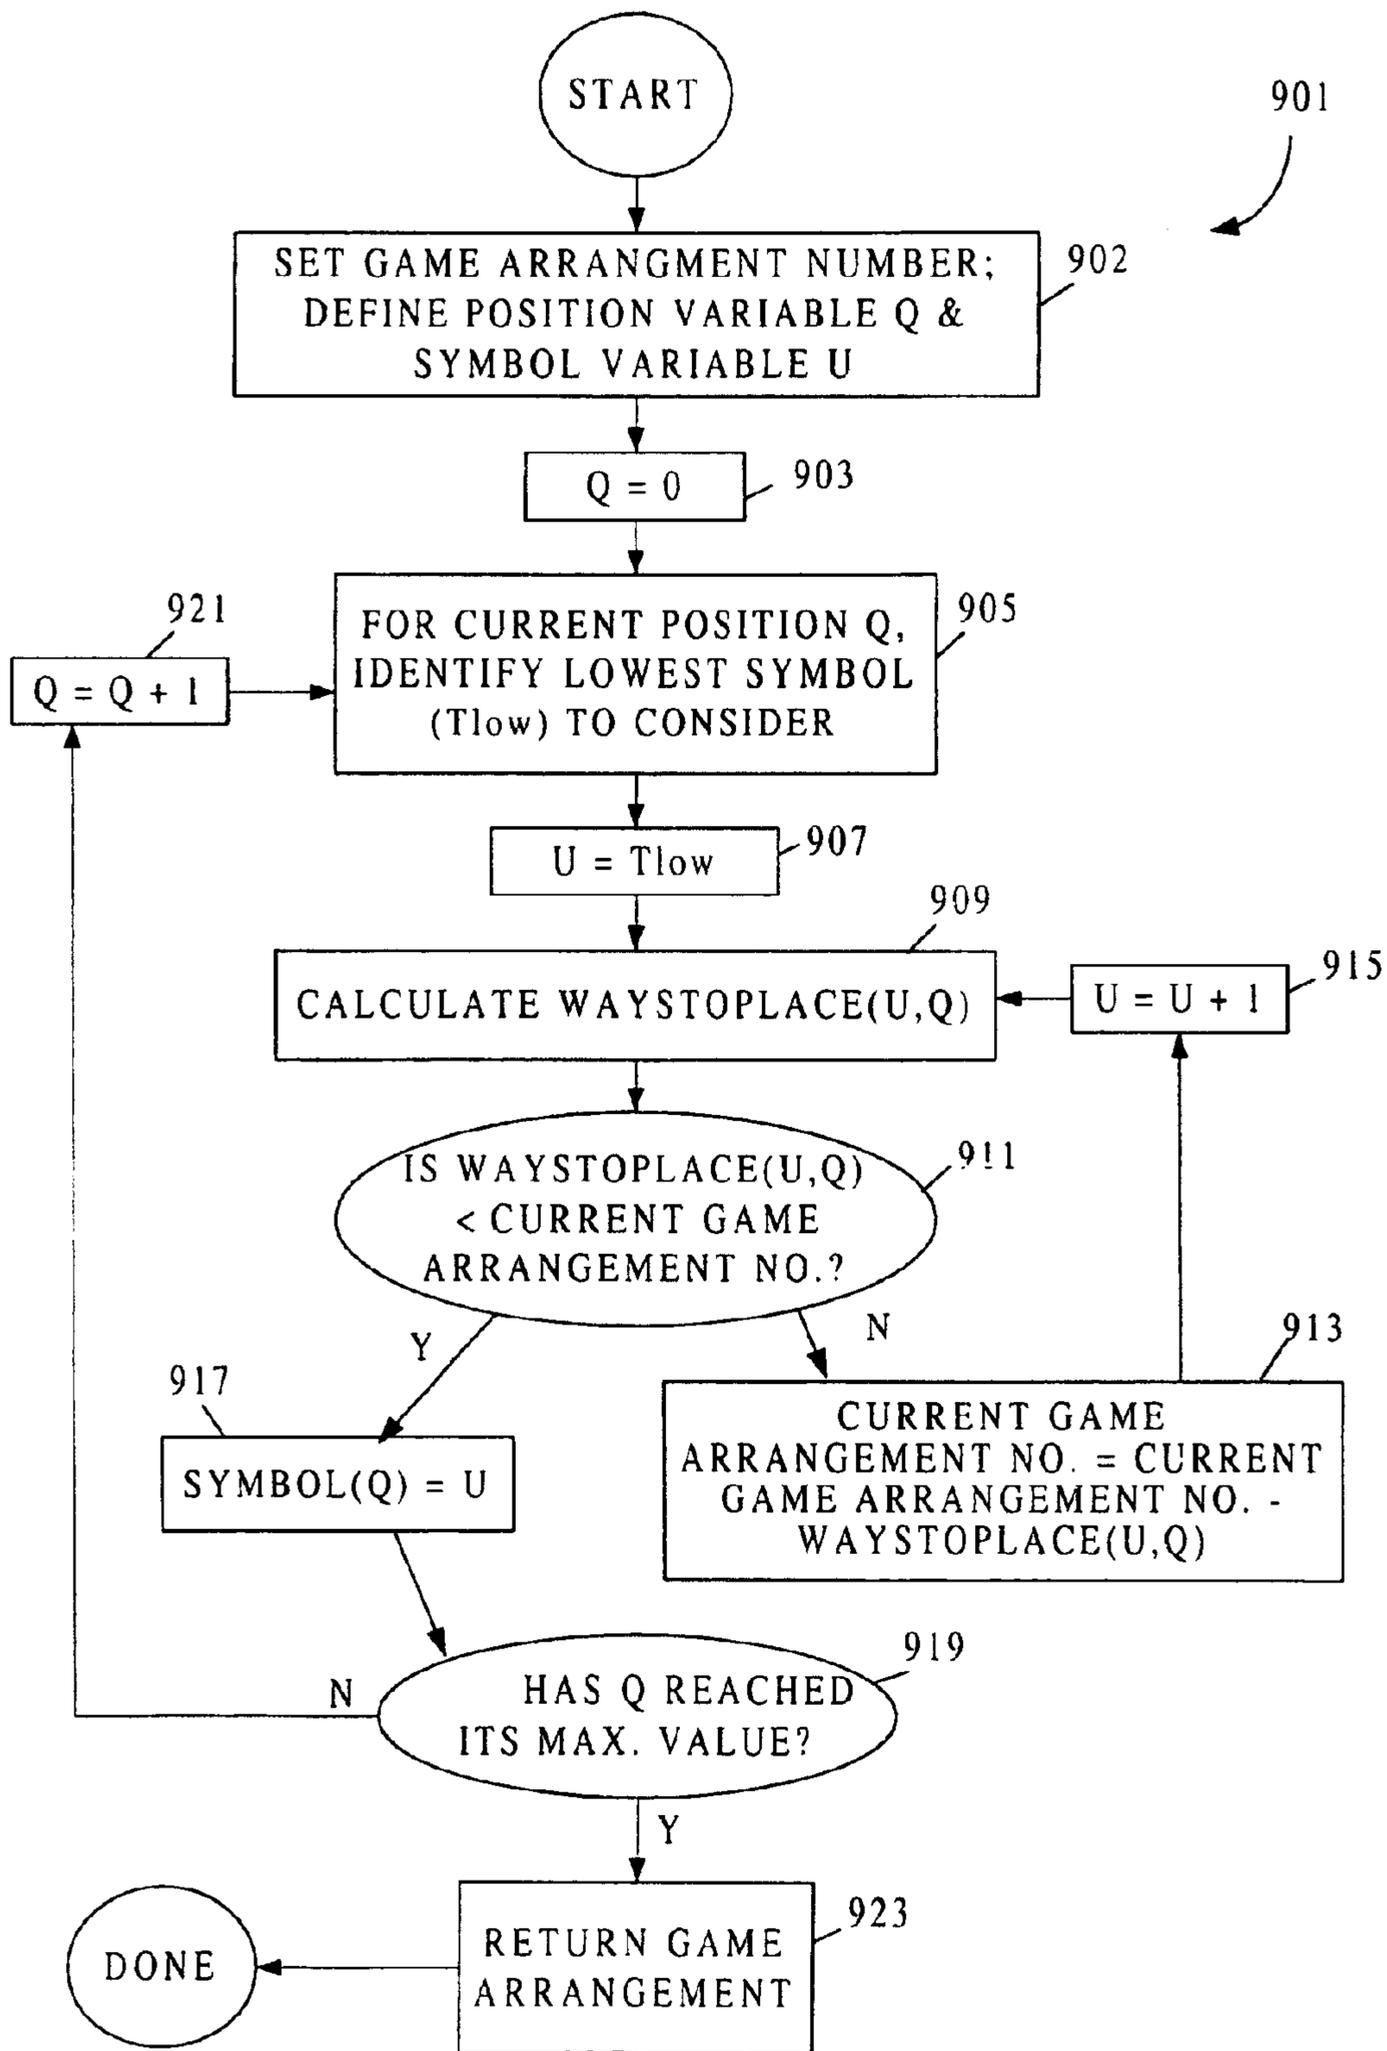 START
901
SET GAME ARRANGMENT NUMBER;
DEFINE POSITION VARIABLE Q &
SYMBOL VARIABLE U
902
Q = 0
903
921
Q = Q + 1
FOR CURRENT POSITION Q,
IDENTIFY LOWEST SYMBOL
(Tlow) TO CONSIDER
905
U = Tlow
907
909
CALCULATE WAYSTOPLACE(U,Q)
U = U + 1
915
IS WAYSTOPLACE(U,Q)
< CURRENT GAME
ARRANGEMENT NO.?
911
Y
N
917
SYMBOL(Q) = U
913
CURRENT GAME
ARRANGEMENT NO. = CURRENT
GAME ARRANGEMENT NO. -
WAYSTOPLACE(U,Q)
919
N
HAS Q REACHED
ITS MAX. VALUE?
Y
923
RETURN GAME
ARRANGEMENT
DONE